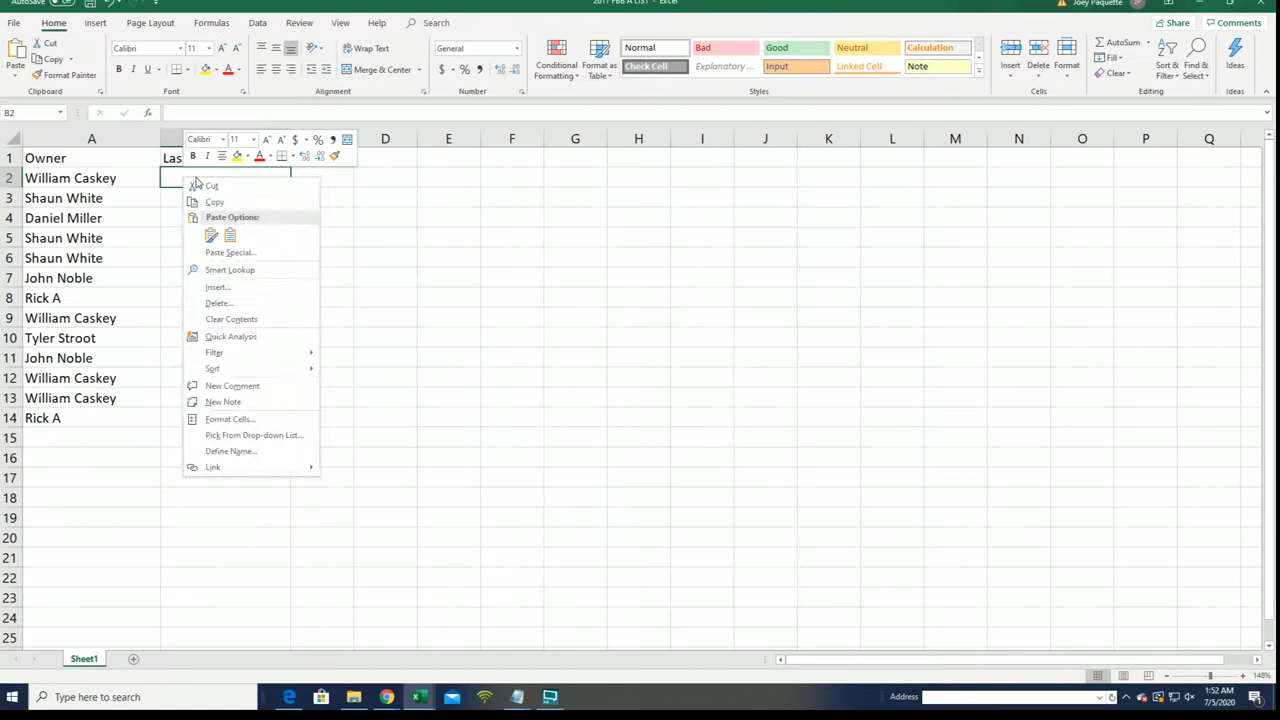 AutoSave
2017 FBB A LIST - Excel
Joey Paquette JP
File Home Insert Page Layout Formulas Data Review View Help Search Share Comments
Cut
Copy
Format Painter
Paste
Calibri 11
B I U
Wrap Text
Merge & Center
General
$ % ,
Conditional Formatting
Format as Table
Normal Bad Good Neutral Calculation
Check Cell Explanatory ... Input Linked Cell Note
Insert Delete Format
AutoSum
Fill
Clear
Sort & Filter
Find & Select
Ideas
Clipboard Font Alignment Number Styles Cells Editing Ideas
B2
fx
Calibri 11 $ % ,
B I
A D E F G H I J K L M N O P Q
1 Owner Las
2 William Caskey
3 Shaun White
4 Daniel Miller
5 Shaun White
6 Shaun White
7 John Noble
8 Rick A
9 William Caskey
10 Tyler Stroot
11 John Noble
12 William Caskey
13 William Caskey
14 Rick A
15
16
17
18
19
20
21
22
23
24
25
Cut
Copy
Paste Options:
Paste Special...
Smart Lookup
Insert...
Delete...
Clear Contents
Quick Analysis
Filter
Sort
New Comment
New Note
Format Cells...
Pick From Drop-down List...
Define Name...
Link
Sheet1
148%
Type here to search
Address
1:52 AM
7/5/2020